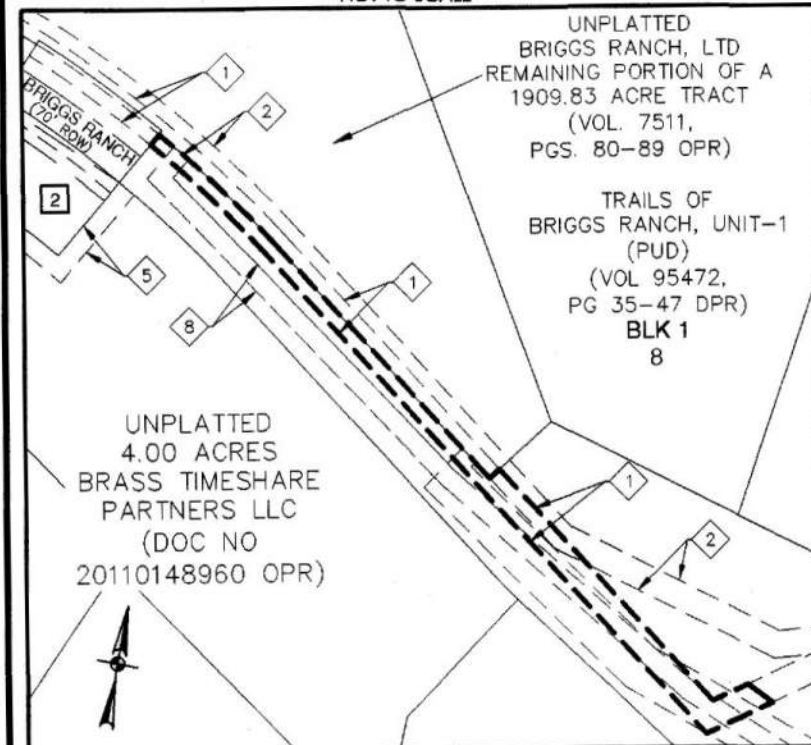 UNPLATTED
BRIGGS RANCH, LTD
REMAINING PORTION OF A
1909.83 ACRE TRACT
(VOL. 7511,
PGS. 80-89 OPR)
TRAILS OF
BRIGGS RANCH, UNIT-1
(PUD)
(VOL 95472,
PG 35-47 DPR)
BLK 1
8
1
2
BRIGGS RANCH
(70' ROW)
2
5
8
1
UNPLATTED
4.00 ACRES
BRASS TIMESHARE
PARTNERS LLC
(DOC NO
20110148960 OPR)
1
2